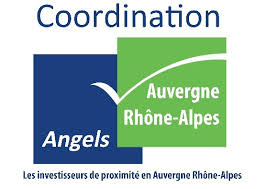 Coordination
Auvergne
Rhône-Alpes
Angels
Les investisseurs de proximité en Auvergne Rhône-Alpes